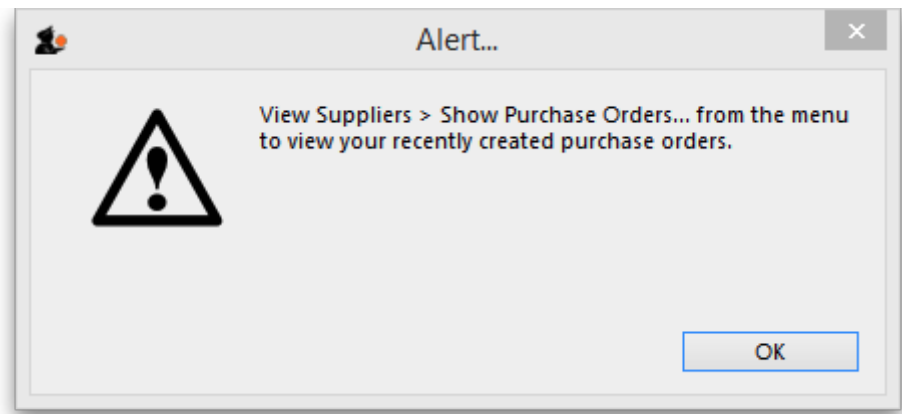 Alert...
View Suppliers > Show Purchase Orders... from the menu
to view your recently created purchase orders.
OK